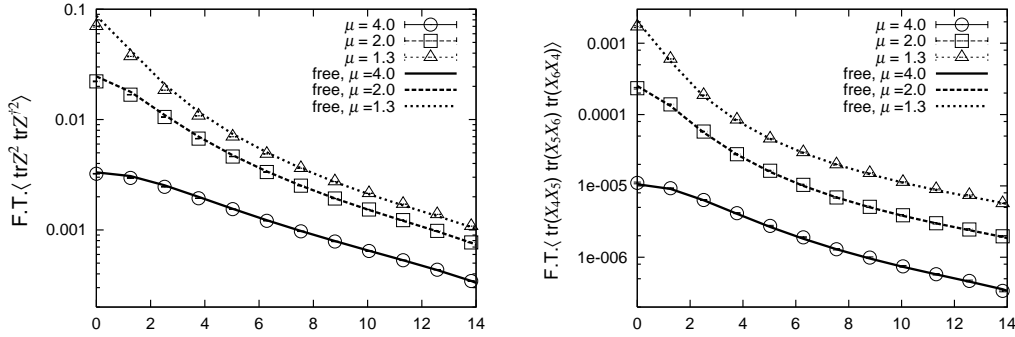 F.T.⟨ trZ² trZ†² ⟩
0.1
0.01
0.001
0 2 4 6 8 10 12 14
μ = 4.0
μ = 2.0
μ = 1.3
free, μ =4.0
free, μ =2.0
free, μ =1.3
F.T.⟨ tr(X₄X₅) tr(X₅X₆) tr(X₆X₄)⟩
0.001
0.0001
1e-005
1e-006
0 2 4 6 8 10 12 14
μ = 4.0
μ = 2.0
μ = 1.3
free, μ =4.0
free, μ =2.0
free, μ =1.3